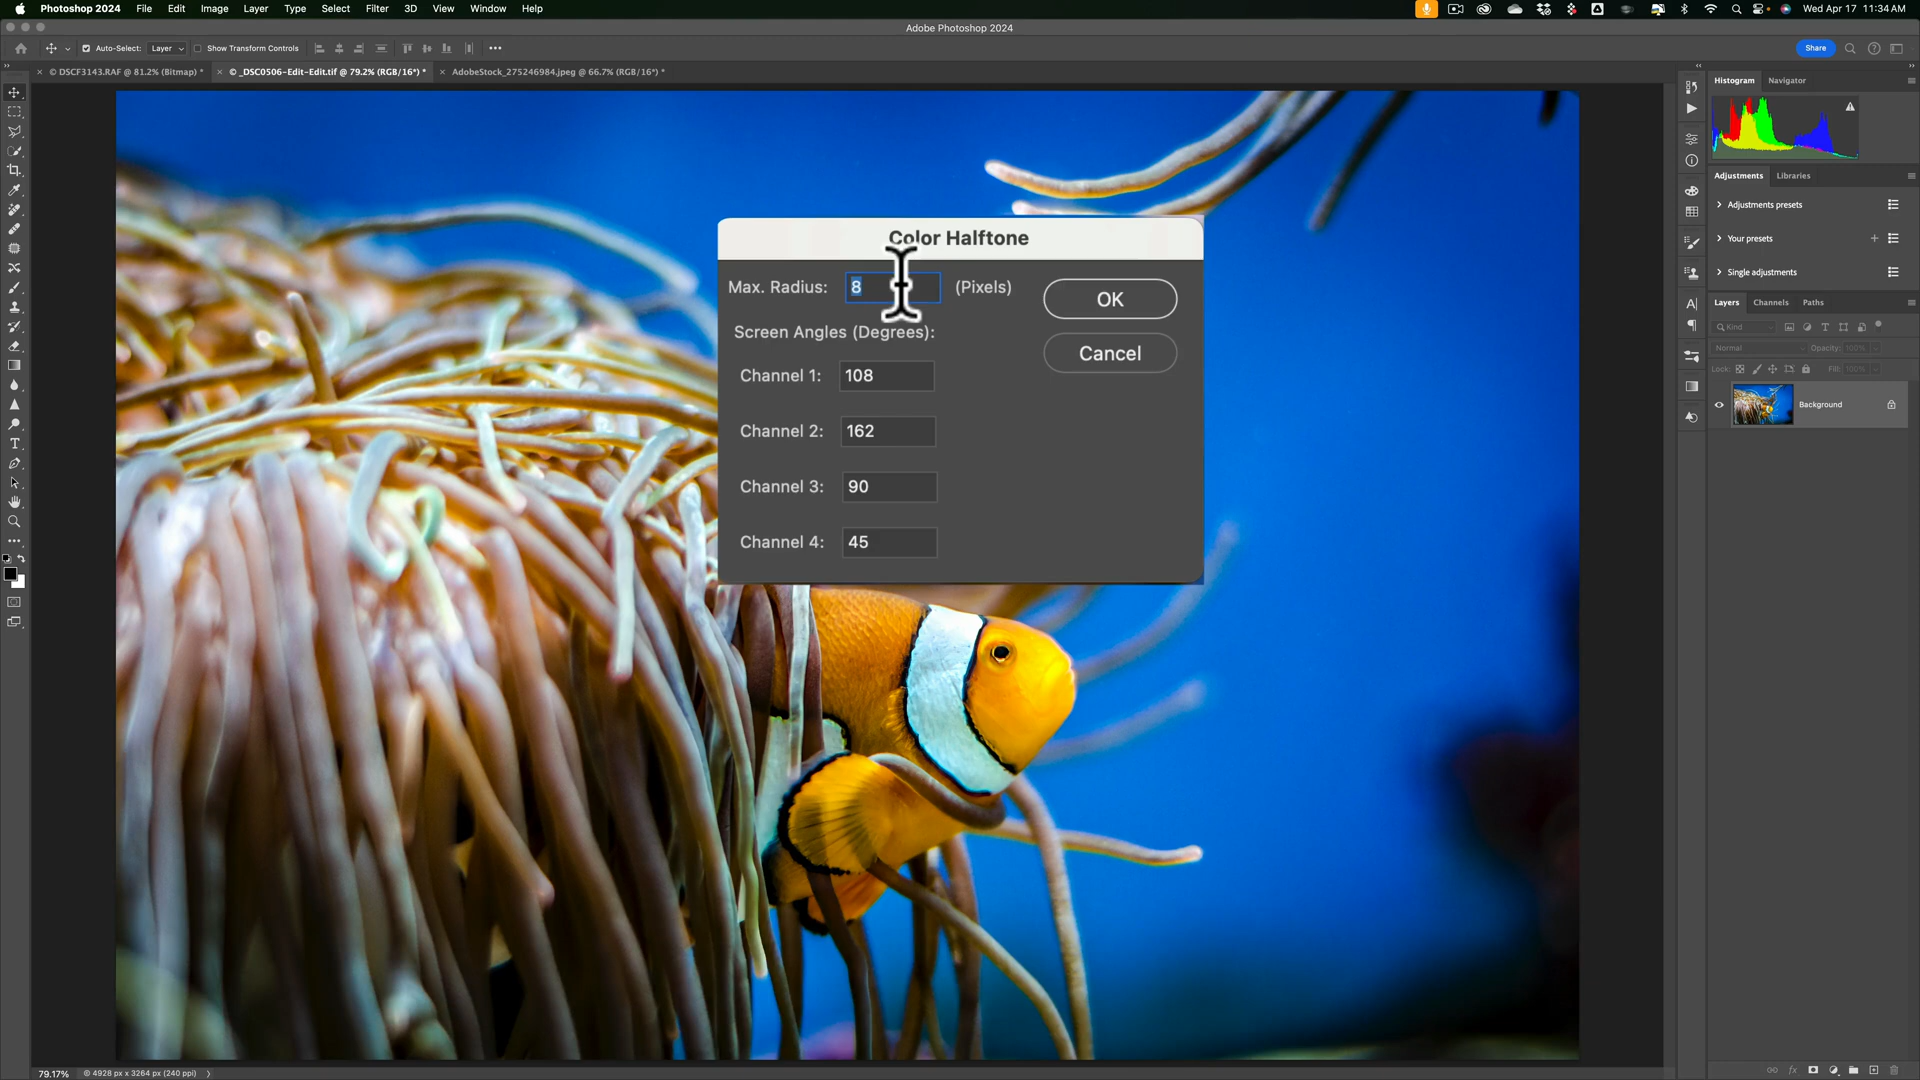 Photoshop 2024 File Edit Image Layer Type Select Filter 3D View Window Help Wed Apr 17 11:34 AM
Adobe Photoshop 2024
Auto-Select: Layer Show Transform Controls Share
© DSCF3143.RAF @ 81.2% (Bitmap) * © _DSC0506-Edit-Edit.tif @ 79.2% (RGB/16*) * AdobeStock_275246984.jpeg @ 66.7% (RGB/16*) *
Histogram Navigator
Adjustments Libraries
Adjustments presets
Your presets
Single adjustments
Layers Channels Paths
Kind
Normal Opacity: 100%
Lock: Fill: 100%
Background
Color Halftone
Max. Radius: 8 (Pixels) OK
Screen Angles (Degrees):
Cancel
Channel 1: 108
Channel 2: 162
Channel 3: 90
Channel 4: 45
79.17% © 4928 px x 3264 px (240 ppi)